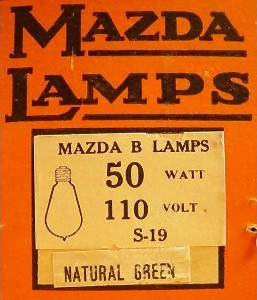 MAZDA
LAMPS
MAZDA B LAMPS
50 WATT
110 VOLT
S-19
NATURAL GREEN